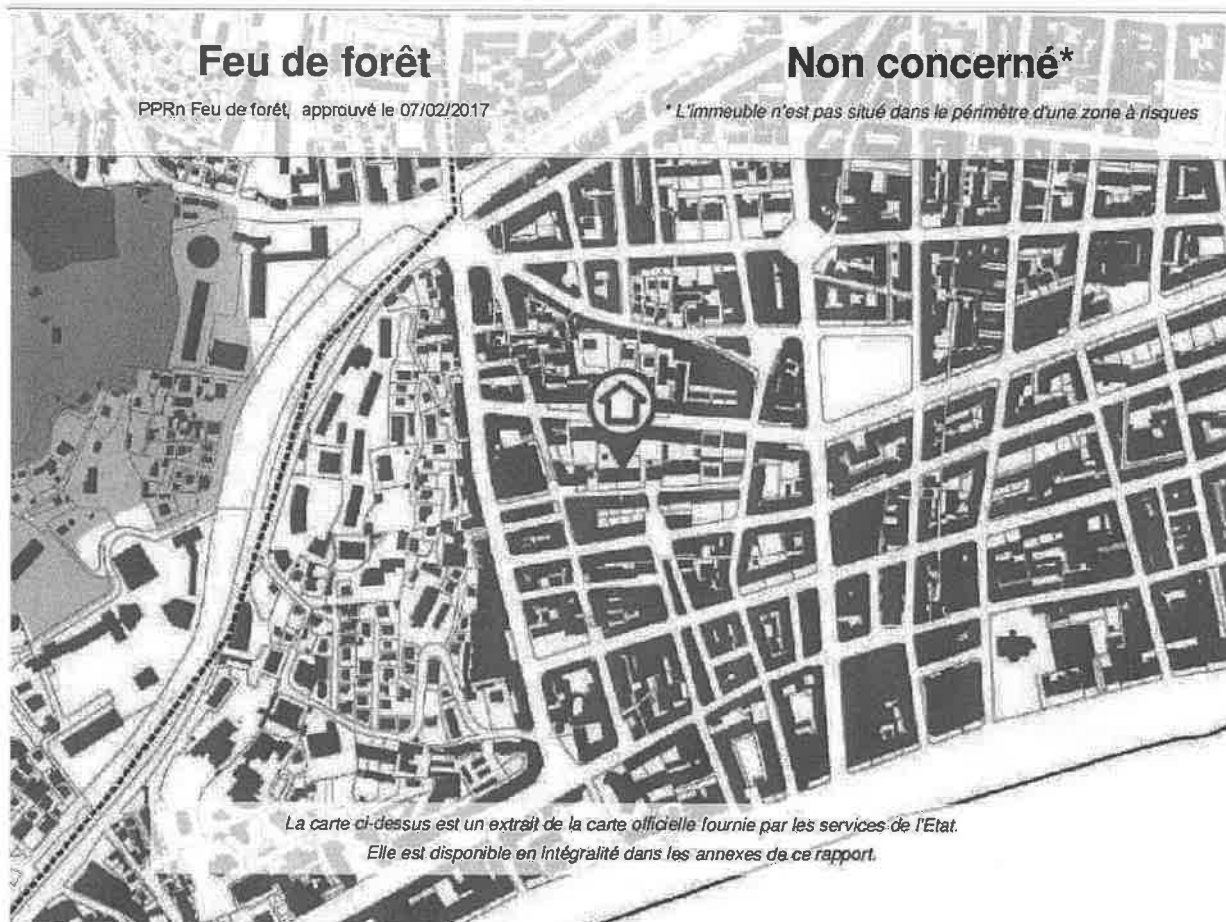 Feu de forêt
Non concerné*
PPRn Feu de forêt, approuvé le 07/02/2017
* L'immeuble n'est pas situé dans le périmètre d'une zone à risques
La carte ci-dessus est un extrait de la carte officielle fournie par les services de l'Etat.
Elle est disponible en intégralité dans les annexes de ce rapport.